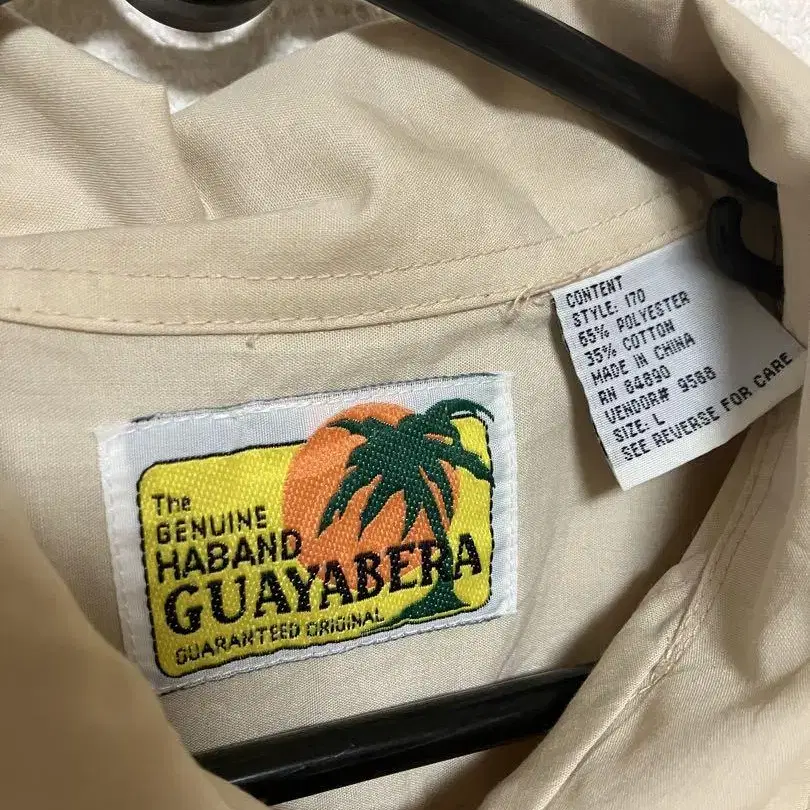 The
GENUINE
HABAND
GUAYABERA
GUARANTEED ORIGINAL
CONTENT
STYLE: 170
65% POLYESTER
35% COTTON
MADE IN CHINA
RN 84890
VENDOR# 9588
SIZE: L
SEE REVERSE FOR CARE